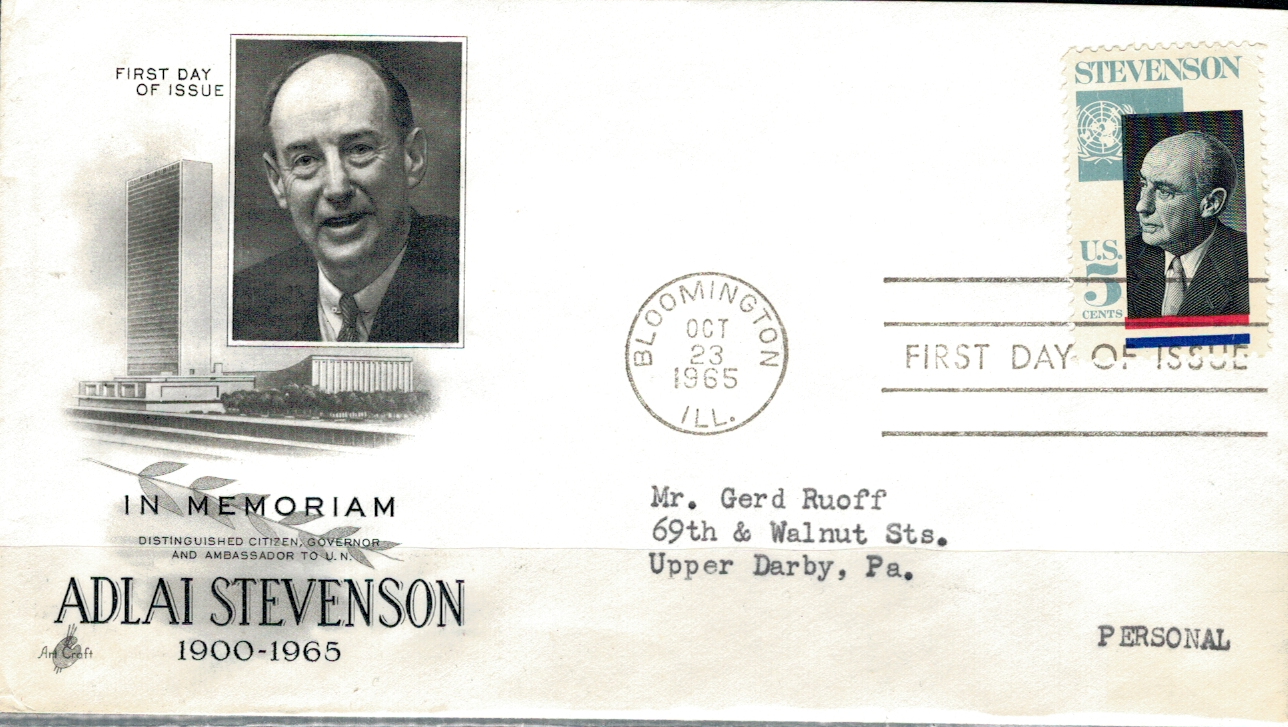 FIRST DAY
OF ISSUE
IN MEMORIAM
DISTINGUISHED CITIZEN, GOVERNOR
AND AMBASSADOR TO U.N.
ADLAI STEVENSON
1900-1965
Art Craft
STEVENSON
U.S.
5
CENTS
BLOOMINGTON
OCT
23
1965
ILL.
FIRST DAY OF ISSUE
Mr. Gerd Ruoff
69th & Walnut Sts.
Upper Darby, Pa.
PERSONAL